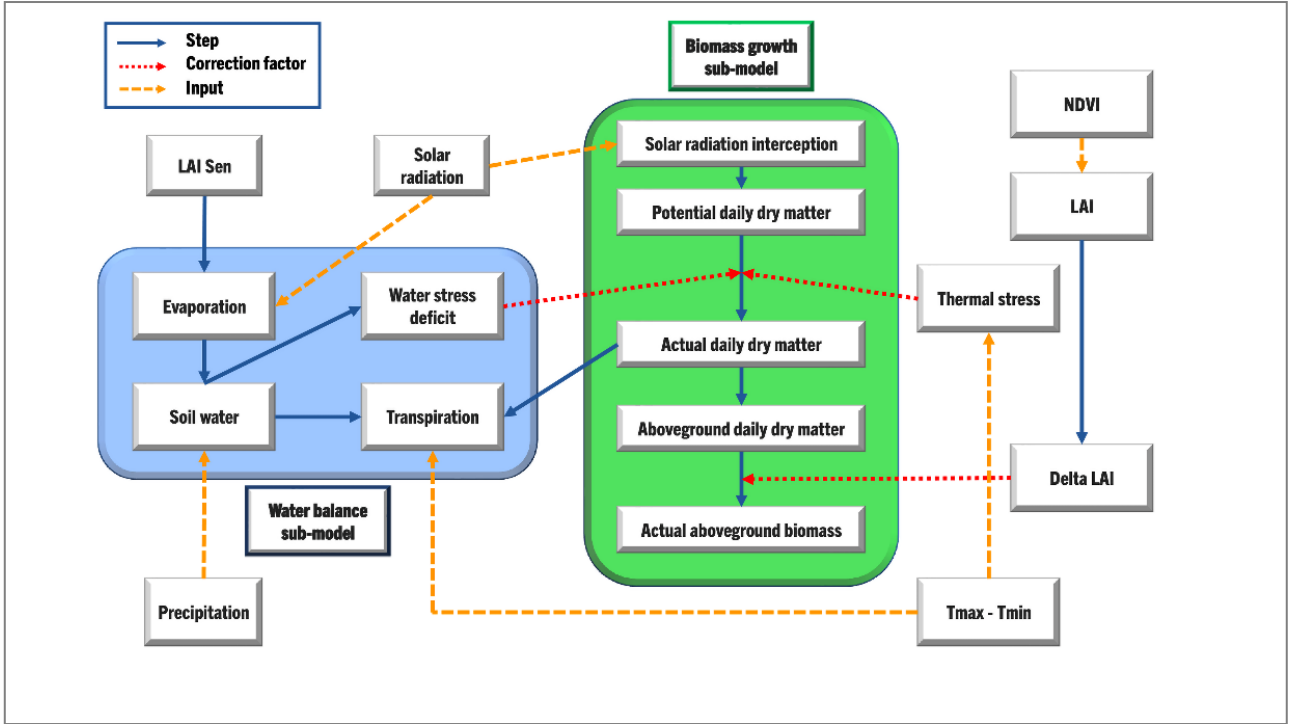 Step
Correction factor
Input
Biomass growth
sub-model
NDVI
LAI Sen
Solar
radiation
Solar radiation interception
Potential daily dry matter
LAI
Evaporation
Water stress
deficit
Thermal stress
Actual daily dry matter
Soil water
Transpiration
Aboveground daily dry matter
Delta LAI
Water balance
sub-model
Actual aboveground biomass
Precipitation
Tmax - Tmin